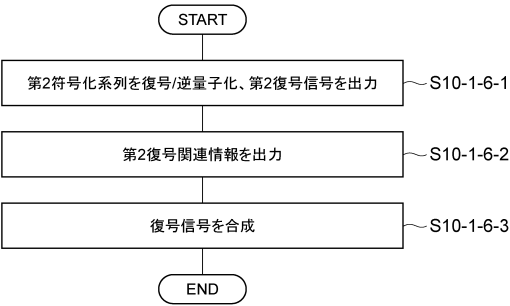 START
第2符号化系列を復号/逆量子化、第2復号信号を出力
S10-1-6-1
第2復号関連情報を出力
S10-1-6-2
復号信号を合成
S10-1-6-3
END